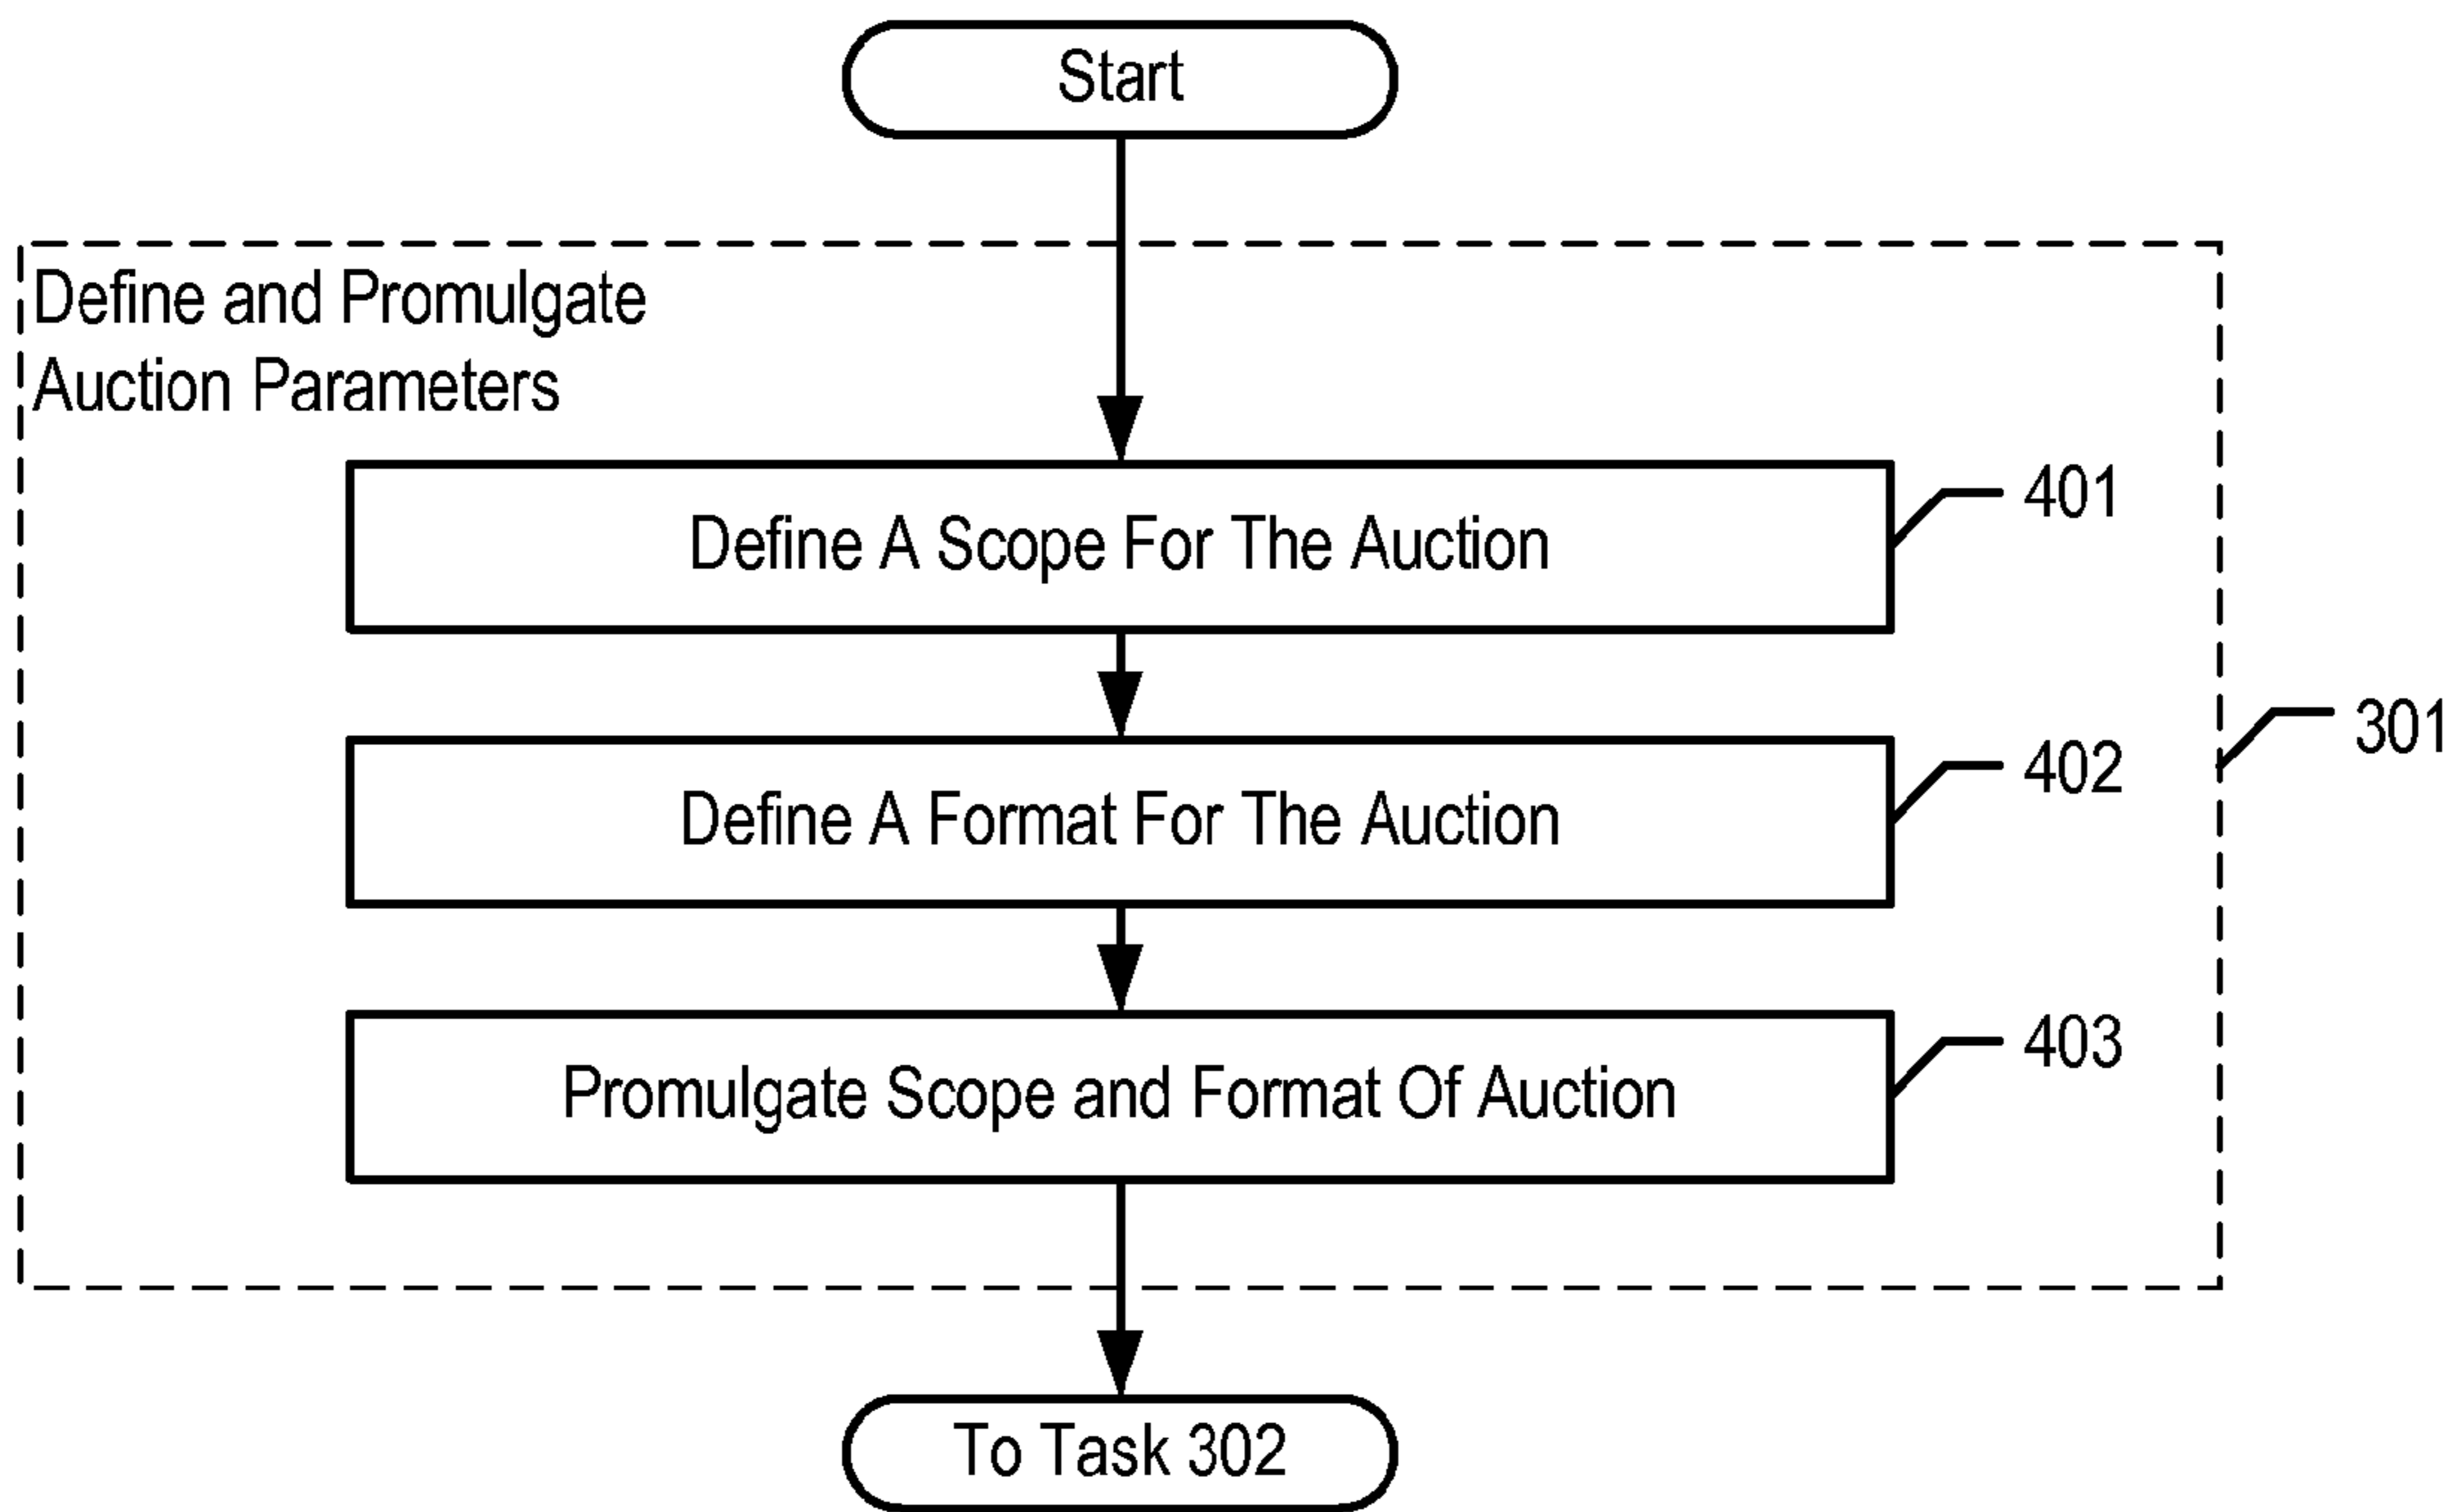 Start
Define and Promulgate
Auction Parameters
Define A Scope For The Auction
401
301
Define A Format For The Auction
402
Promulgate Scope and Format Of Auction
403
To Task 302